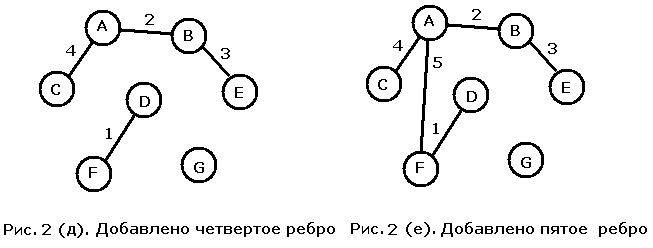 A 2 B
4 3
C D E
1
F G
A 2 B
4 5 3
C D E
1
F G
Рис.2 (д). Добавлено четвертое ребро
Рис.2 (е). Добавлено пятое ребро